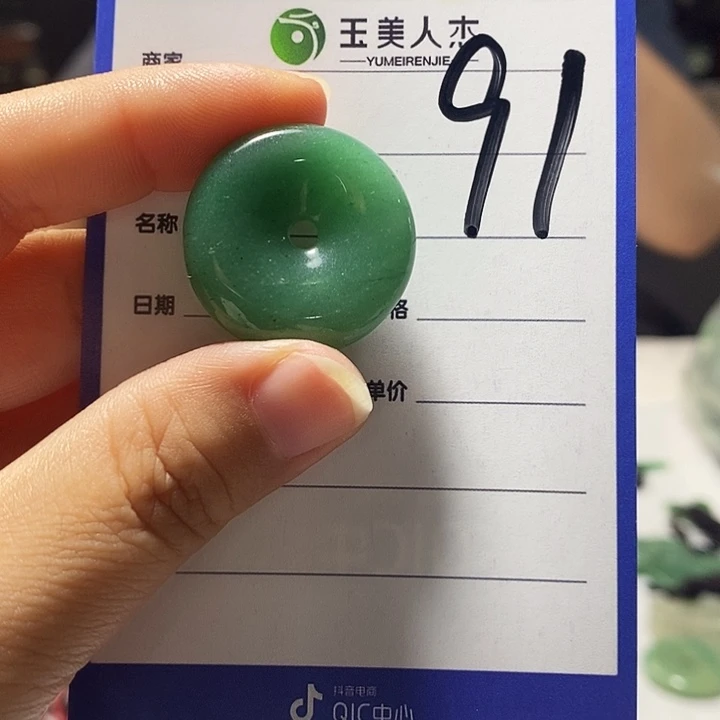 玉美人杰
YUMEIRENJIE
91
商家
名称
日期
格
单价
抖音电商
QIC中心